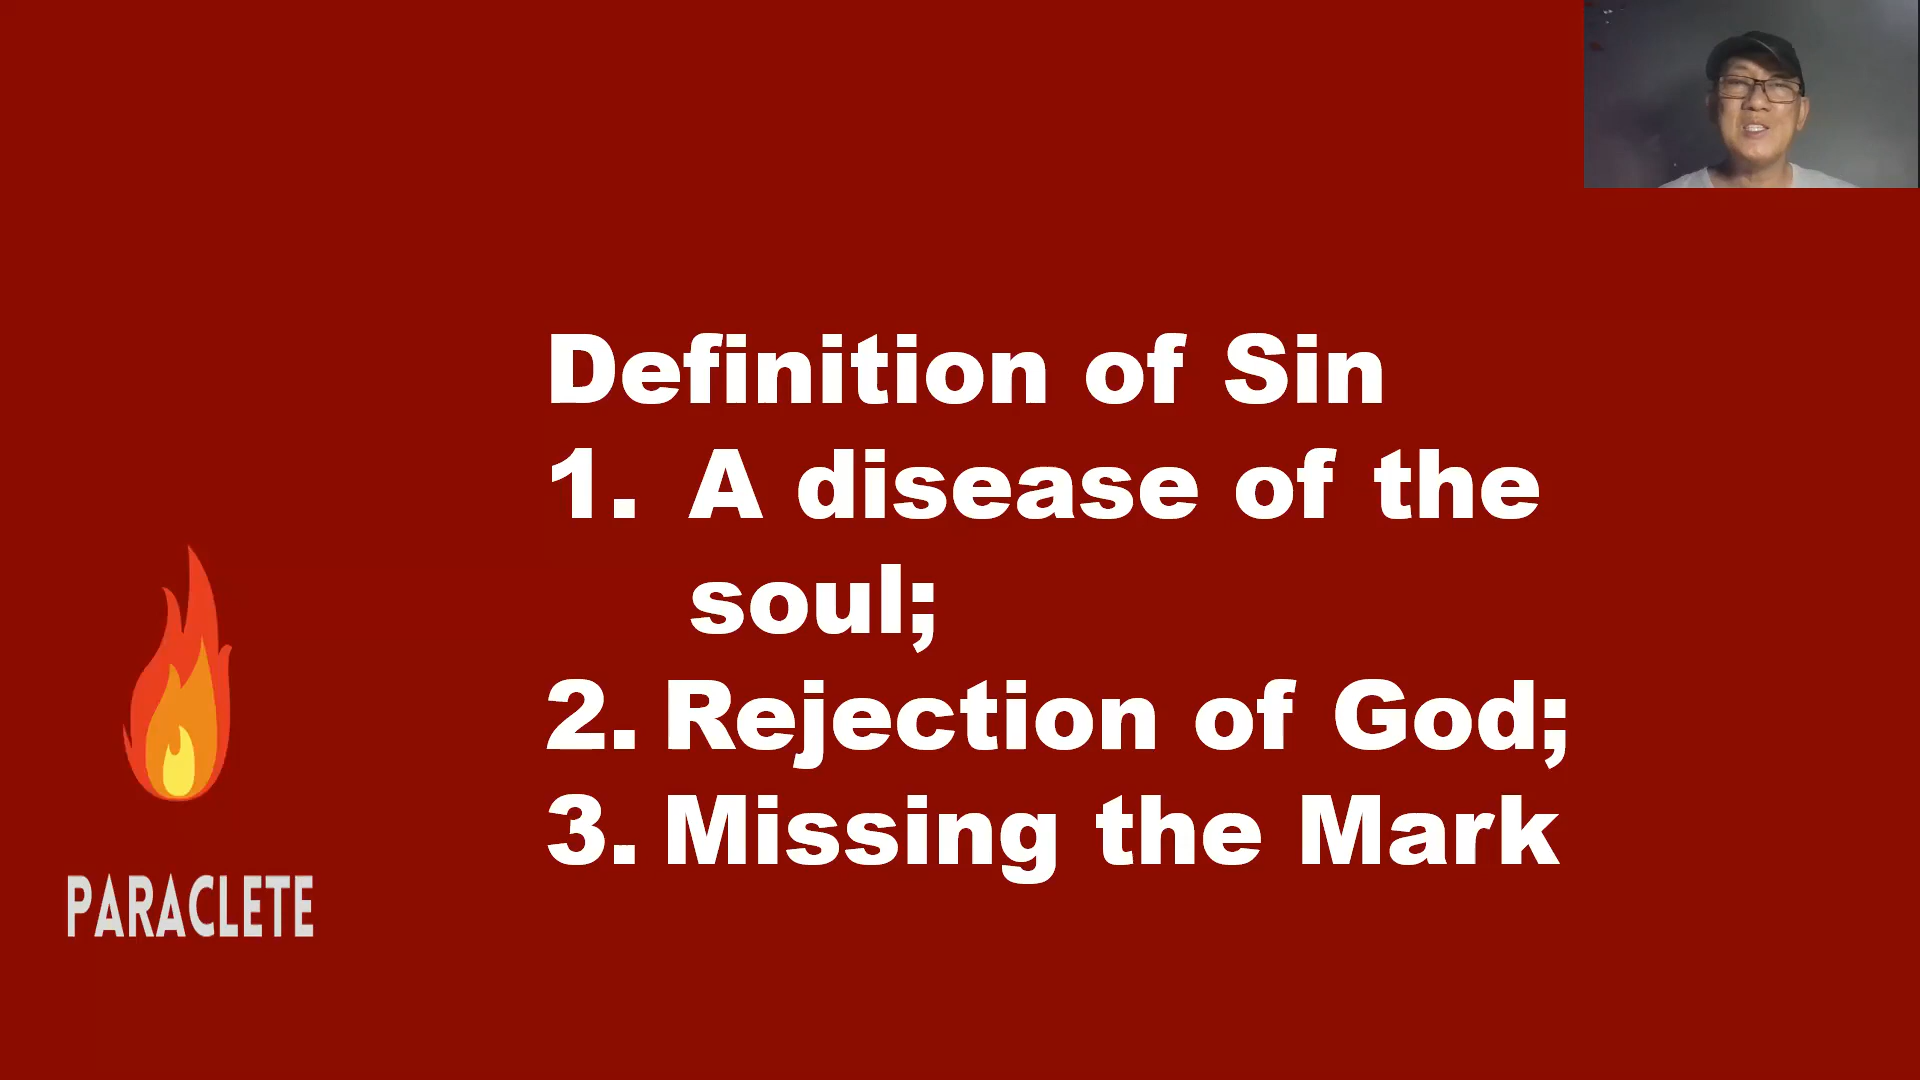 Definition of Sin
1. A disease of the
soul;
2. Rejection of God;
3. Missing the Mark
PARACLETE